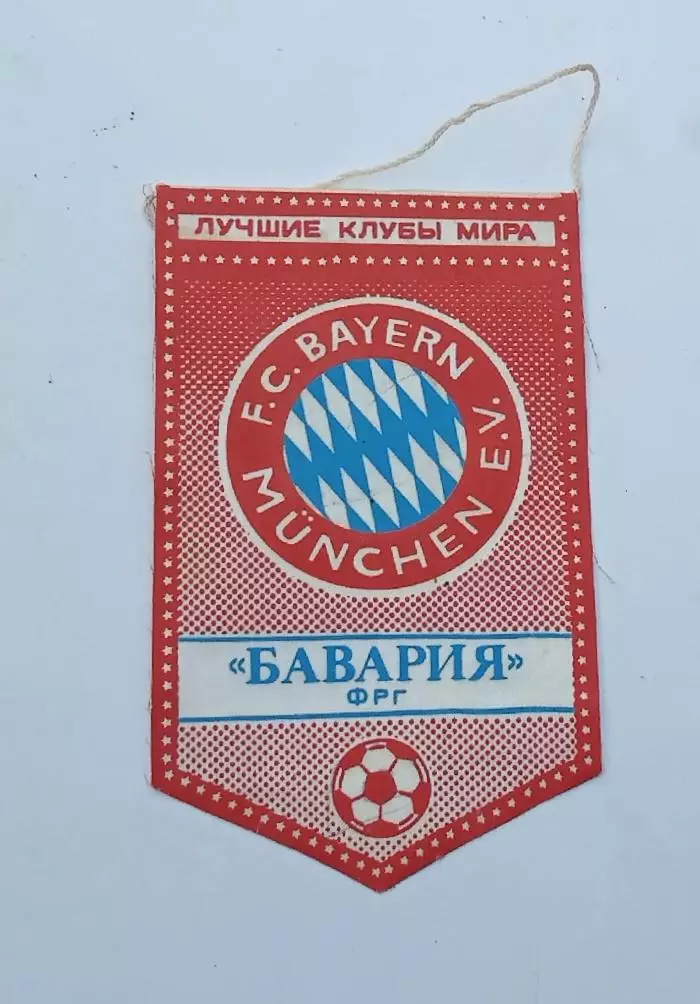 ЛУЧШИЕ КЛУБЫ МИРА
F.C. BAYERN
MÜNCHEN E.V.
«БАВАРИЯ»
ФРГ